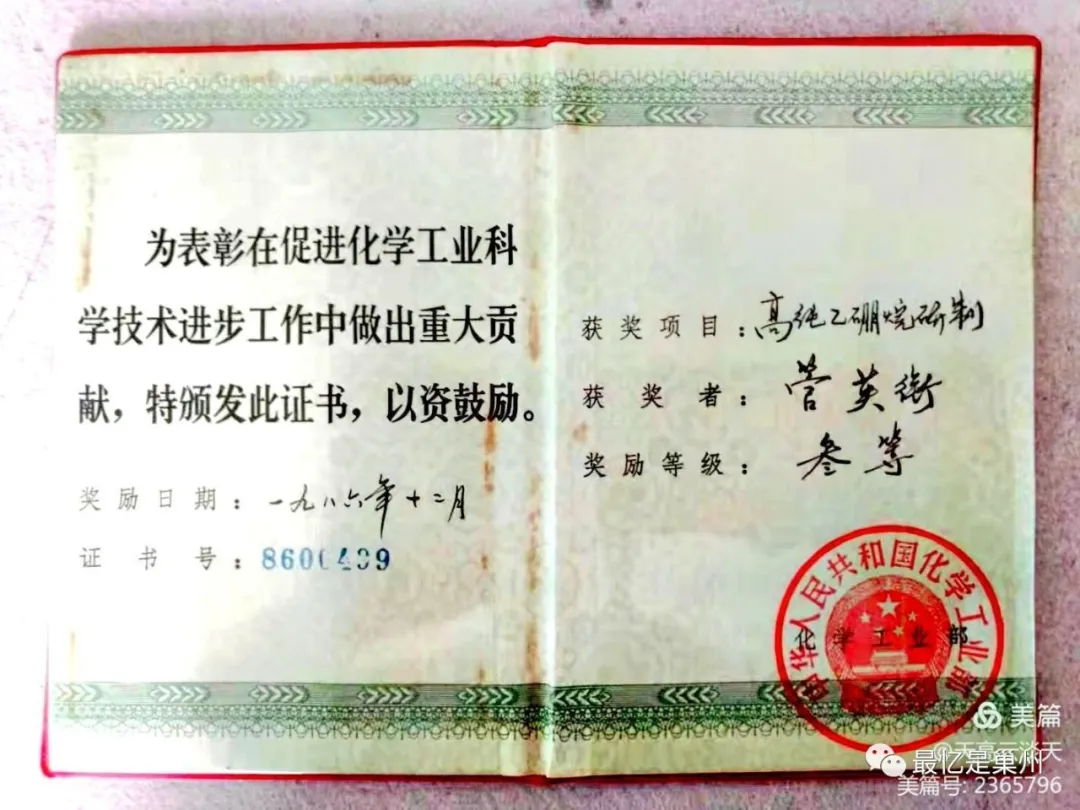 为表彰在促进化学工业科
学技术进步工作中做出重大贡
献，特颁发此证书，以资鼓励。
奖励日期：一九八六年十二月
证书号：8600439
获奖项目：高纯乙硼烷研制
获奖者：管英衔
奖励等级：叁等
中华人民共和国化学工业部
化学工业部
美篇
@天高云淡天
最忆是巢州
美篇号: 2365796